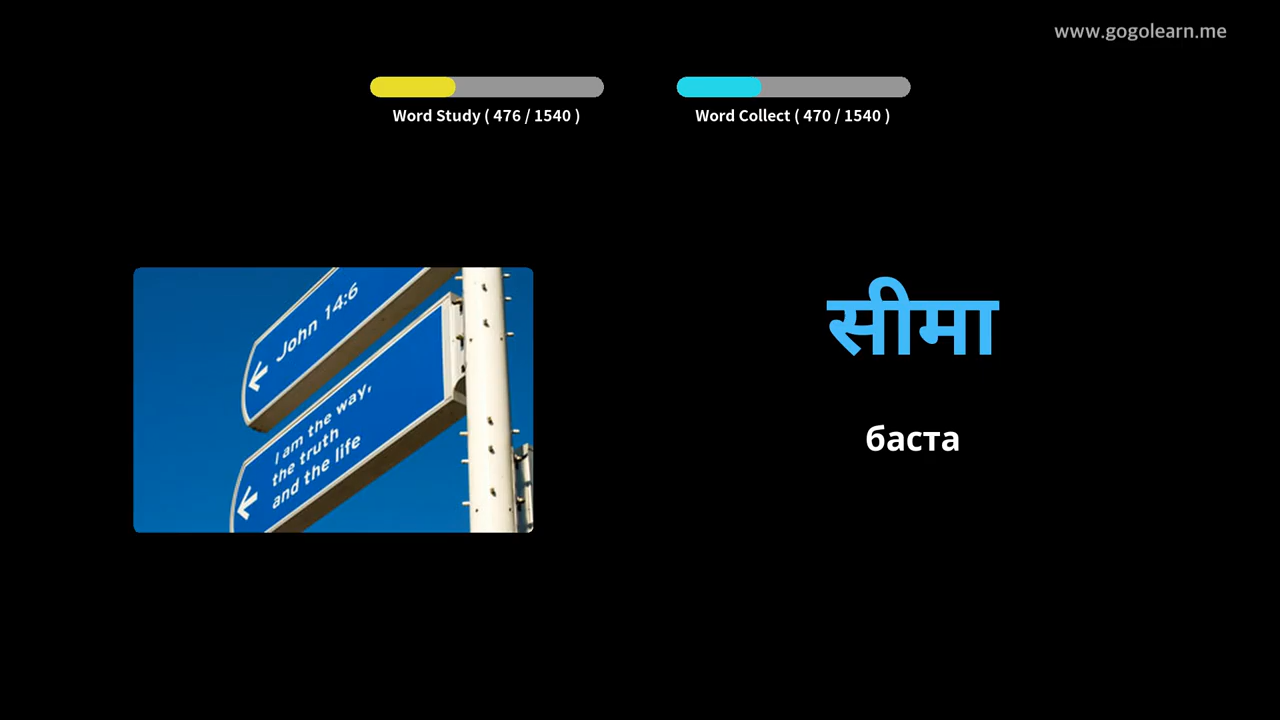 www.gogolearn.me
Word Study ( 476 / 1540 )
Word Collect ( 470 / 1540 )
John 14:6
I am the way,
the truth
and the life
सीमा
баста